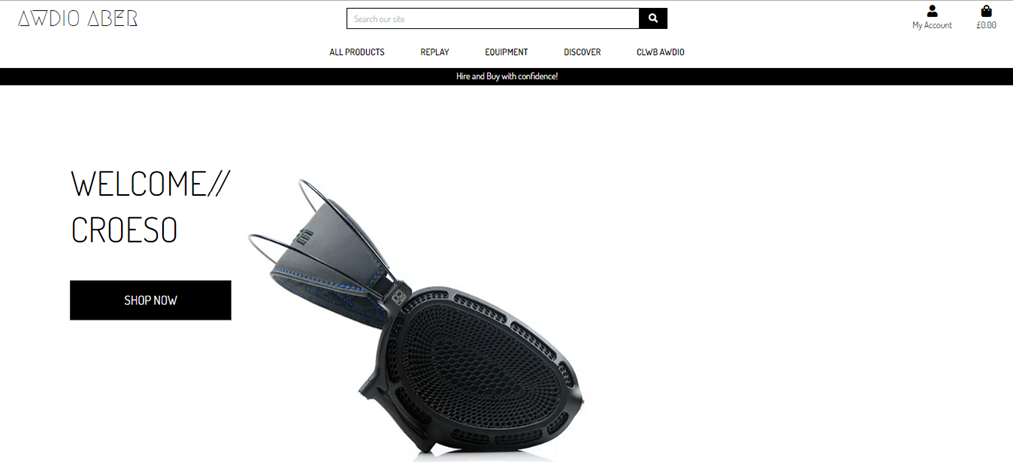 AWDIO ABER
Search our site
My Account
£0.00
ALL PRODUCTS
REPLAY
EQUIPMENT
DISCOVER
CLWB AWDIO
Hire and Buy with confidence!
WELCOME//
CROESO
SHOP NOW